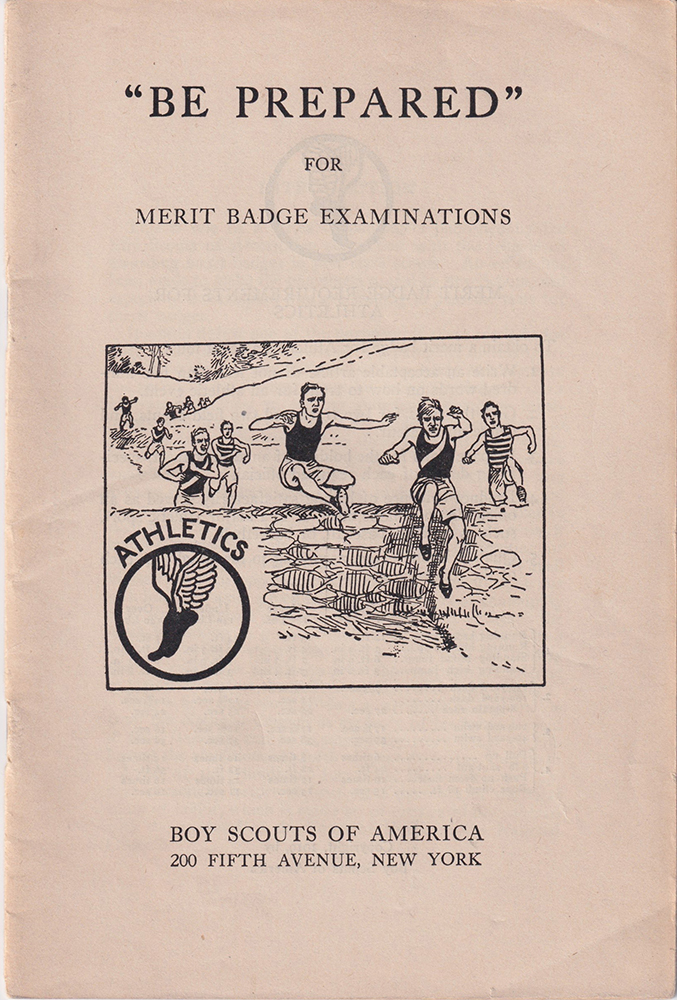 “BE PREPARED”
FOR
MERIT BADGE EXAMINATIONS
ATHLETICS
BOY SCOUTS OF AMERICA
200 FIFTH AVENUE, NEW YORK